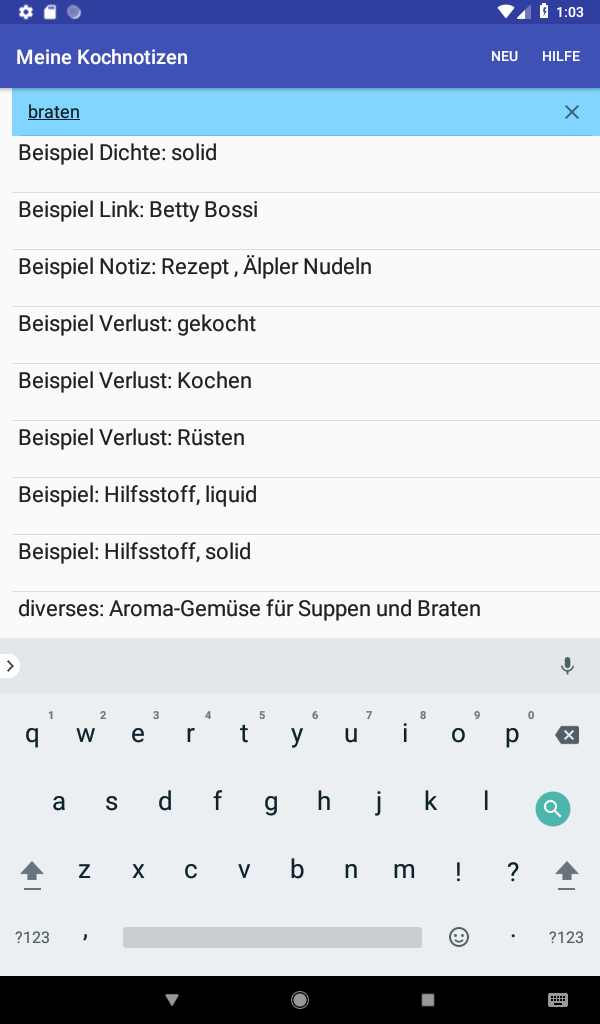 1:03
Meine Kochnotizen NEU HILFE
braten
Beispiel Dichte: solid
Beispiel Link: Betty Bossi
Beispiel Notiz: Rezept , Älpler Nudeln
Beispiel Verlust: gekocht
Beispiel Verlust: Kochen
Beispiel Verlust: Rüsten
Beispiel: Hilfsstoff, liquid
Beispiel: Hilfsstoff, solid
diverses: Aroma-Gemüse für Suppen und Braten
1 2 3 4 5 6 7 8 9 0
q w e r t y u i o p
a s d f g h j k l
z x c v b n m ! ?
?123 , . ?123